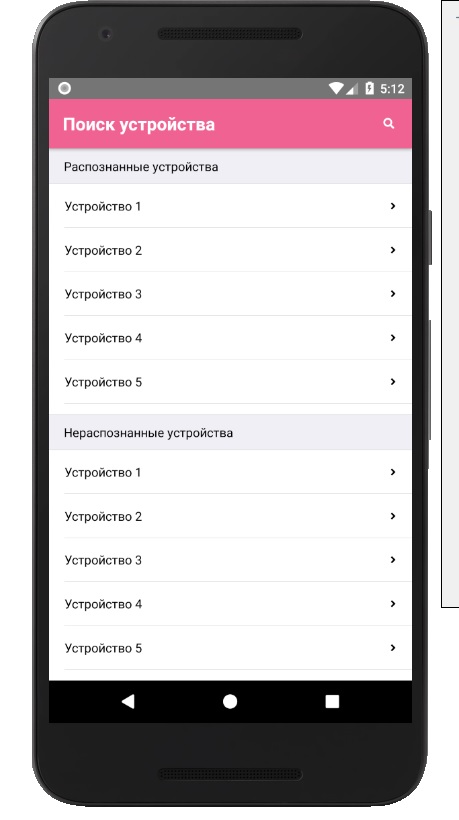 5:12
Поиск устройства
Распознанные устройства
Устройство 1
Устройство 2
Устройство 3
Устройство 4
Устройство 5
Нераспознанные устройства
Устройство 1
Устройство 2
Устройство 3
Устройство 4
Устройство 5